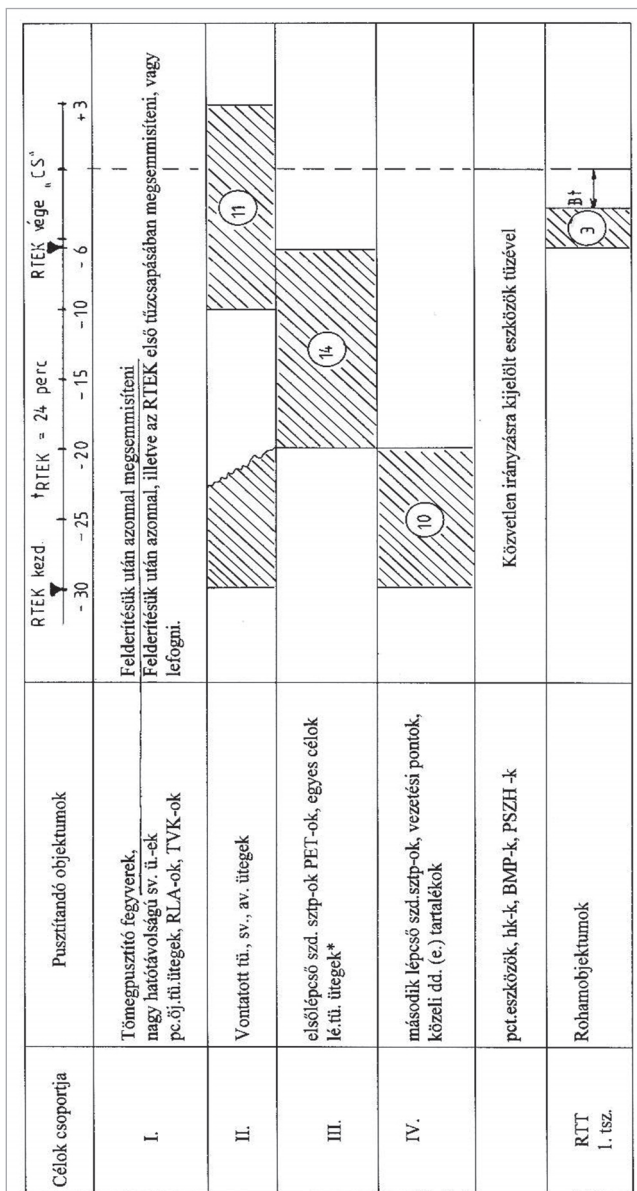 Célok csoportja
Pusztítandó objektumok
RTEK kezd. tRTEK = 24 perc RTEK vége „CS"
-30 -25 -20 -15 -10 -6 +3
I.
Tömegpusztító fegyverek,
nagy hatótávolságú sv. ü.-ek
pc.öj.tü.ütegek, RLA-ok, TVK-ok
Felderítésük után azonnal megsemmisíteni
Felderítésük után azonnal, illetve az RTEK első tűzcsapásában megsemmisíteni, vagy
lefogni.
II.
Vontatott tü., sv., av. ütegek
11
III.
elsőlépcső szd. sztp-ok PET-ok, egyes célok
lé.tü. ütegek*
14
IV.
második lépcső szd.sztp-ok, vezetési pontok,
közeli dd. (e.) tartalékok
10
pct.eszközök, hk-k, BMP-k, PSZH -k
Közvetlen irányzásra kijelölt eszközök tüzével
RTT
1. tsz.
Rohamobjektumok
3
Bt